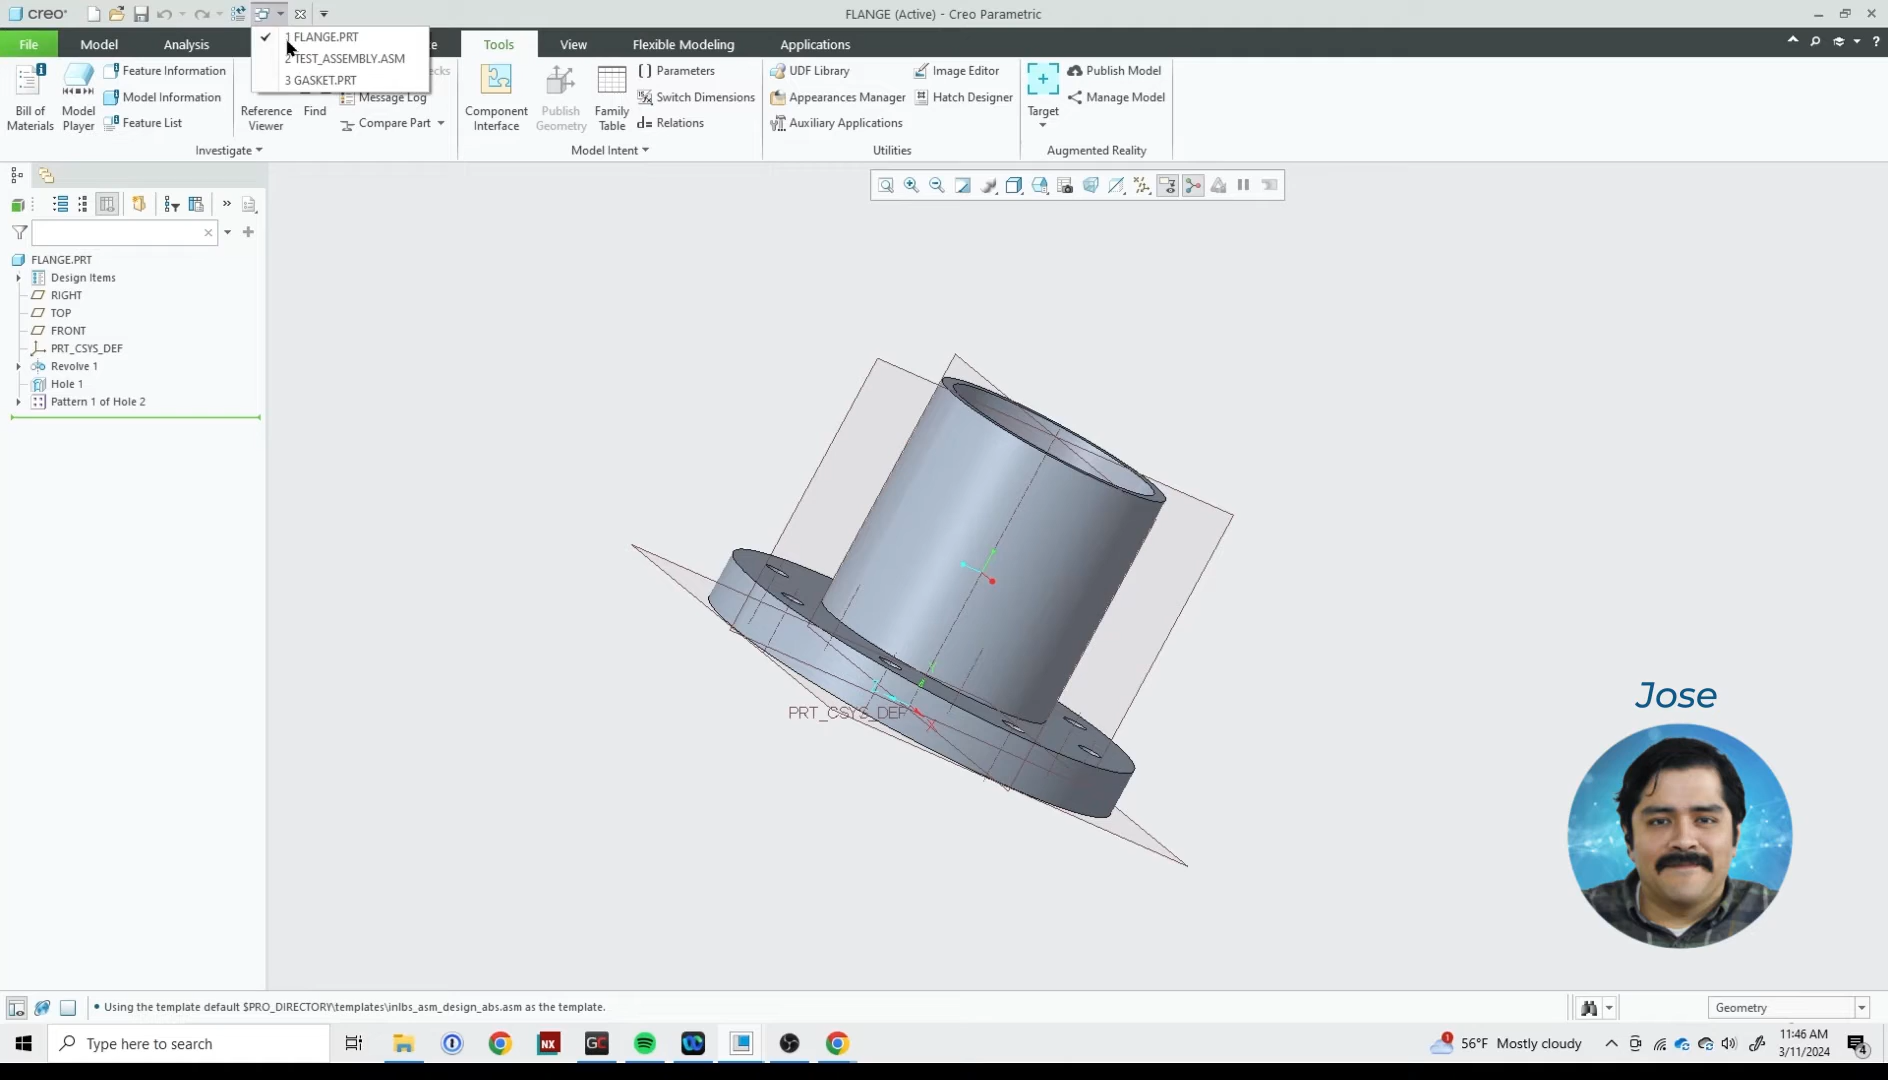 creo
FLANGE (Active) - Creo Parametric
1 FLANGE.PRT
2 TEST_ASSEMBLY.ASM
3 GASKET.PRT
File
Model
Analysis
Tools
View
Flexible Modeling
Applications
Bill of Materials
Model Player
Feature Information
Model Information
Feature List
Reference Viewer
Find
Message Log
Compare Part
Investigate
Component Interface
Publish Geometry
Family Table
Parameters
Switch Dimensions
d= Relations
Model Intent
UDF Library
Appearances Manager
Auxiliary Applications
Image Editor
Hatch Designer
Utilities
Target
Publish Model
Manage Model
Augmented Reality
FLANGE.PRT
Design Items
RIGHT
TOP
FRONT
PRT_CSYS_DEF
Revolve 1
Hole 1
Pattern 1 of Hole 2
PRT_CSYS_DEF
X
Jose
• Using the template default $PRO_DIRECTORY\templates\inlbs_asm_design_abs.asm as the template.
Geometry
Type here to search
NX
GC
56°F Mostly cloudy
11:46 AM
3/11/2024
4